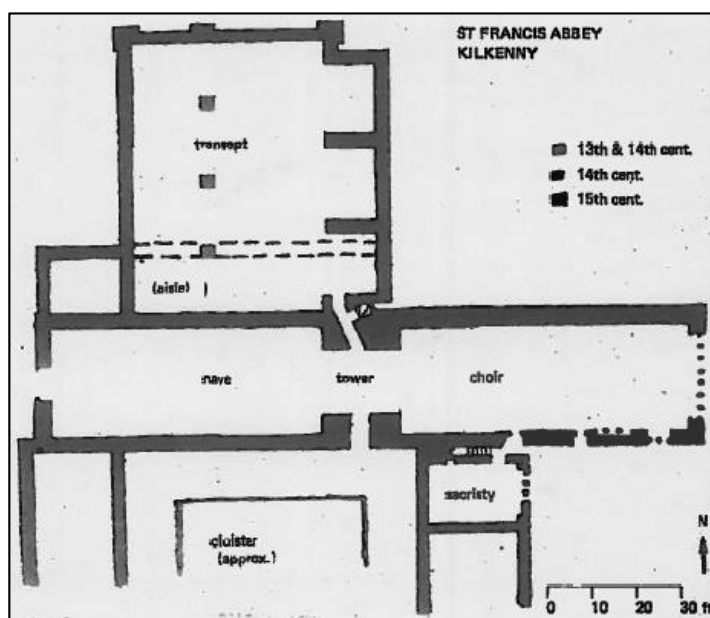 ST FRANCIS ABBEY
KILKENNY
transept
13th & 14th cent.
14th cent.
15th cent.
(aisle) )
nave
tower
choir
sacristy
cloister
(approx.)
N
0 10 20 30 ft